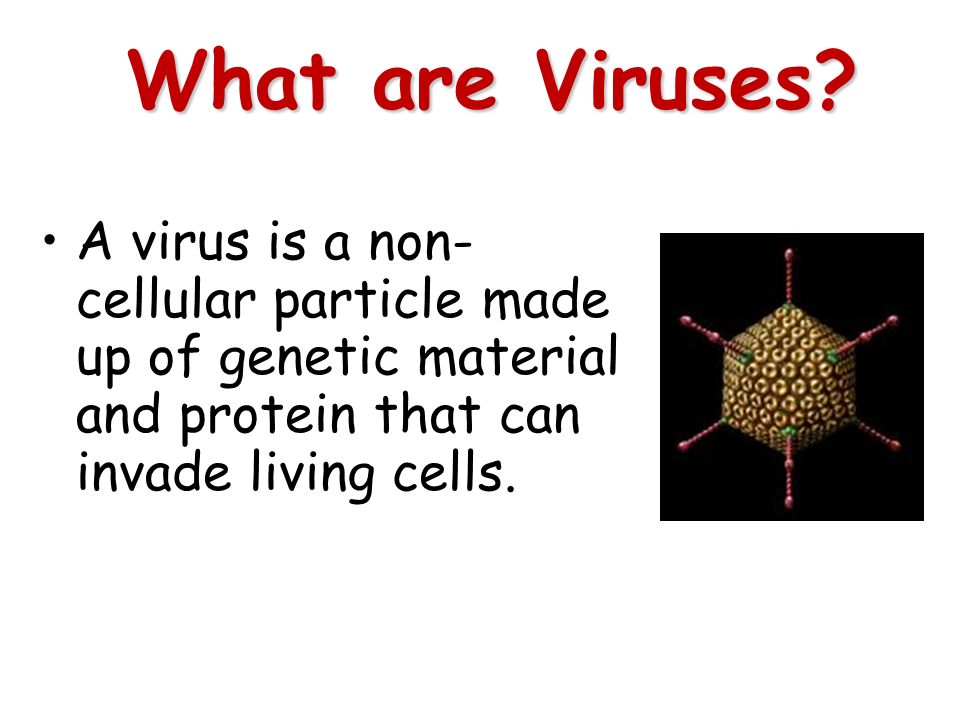 What are Viruses?
• A virus is a non-
cellular particle made
up of genetic material
and protein that can
invade living cells.